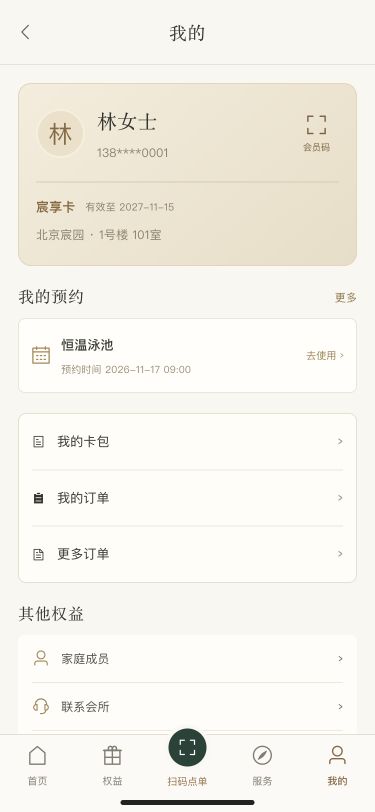 我的
林
林女士
138****0001
会员码
宸享卡 有效至 2027-11-15
北京宸园 · 1号楼 101室
我的预约 更多
恒温泳池
预约时间 2026-11-17 09:00
去使用
我的卡包
我的订单
更多订单
其他权益
家庭成员
联系会所
首页 权益 扫码点单 服务 我的